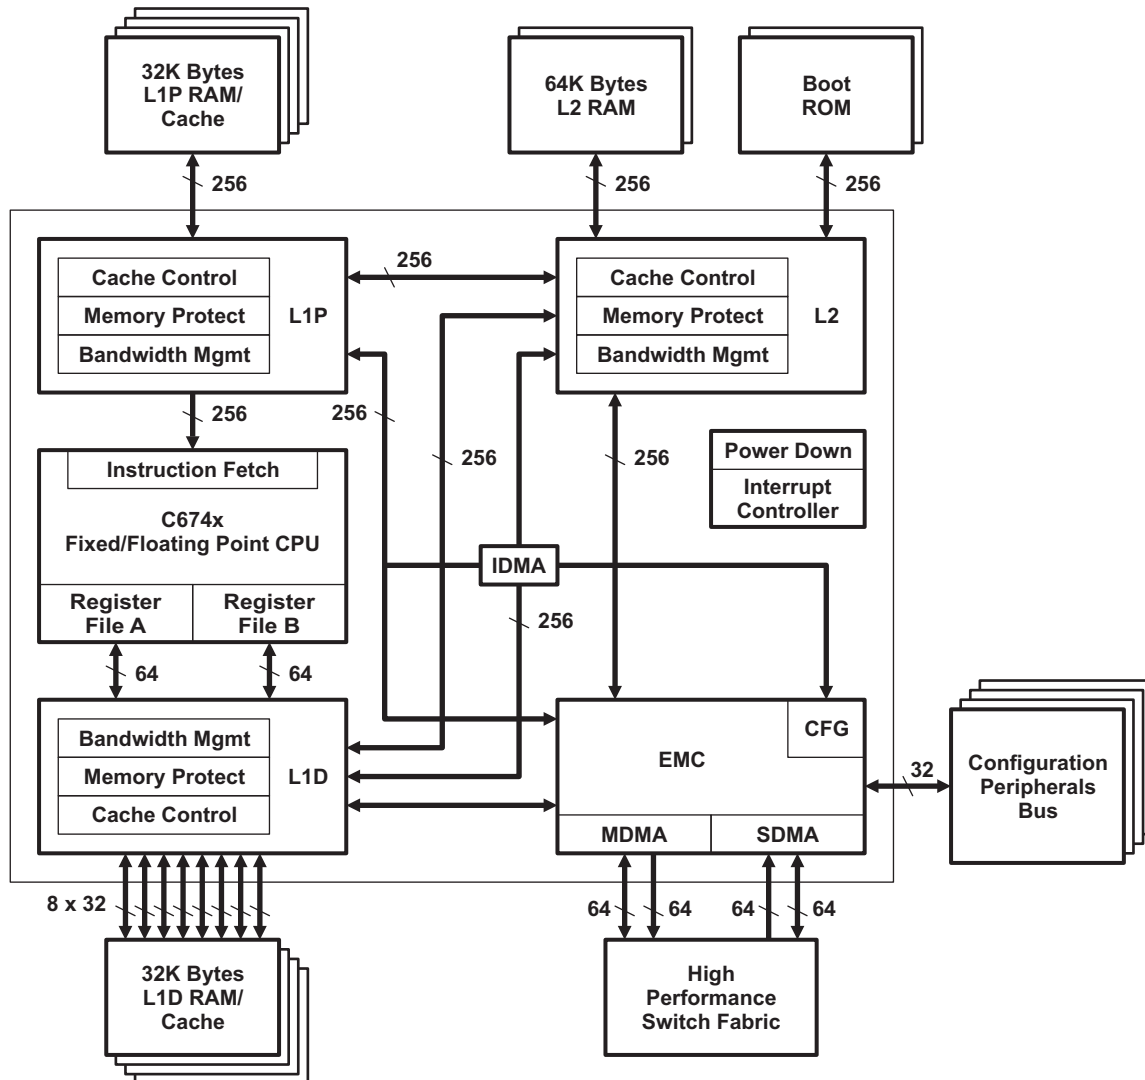 32K Bytes
L1P RAM/
Cache
64K Bytes
L2 RAM
Boot
ROM
256
256
256
Cache Control
Memory Protect
Bandwidth Mgmt
L1P
256
Cache Control
Memory Protect
Bandwidth Mgmt
L2
256
256
256
256
Instruction Fetch
C674x
Fixed/Floating Point CPU
Register
File A
Register
File B
Power Down
Interrupt
Controller
IDMA
256
64
64
Bandwidth Mgmt
Memory Protect
Cache Control
L1D
EMC
CFG
MDMA
SDMA
32
Configuration
Peripherals
Bus
8 x 32
64
64
64
64
32K Bytes
L1D RAM/
Cache
High
Performance
Switch Fabric